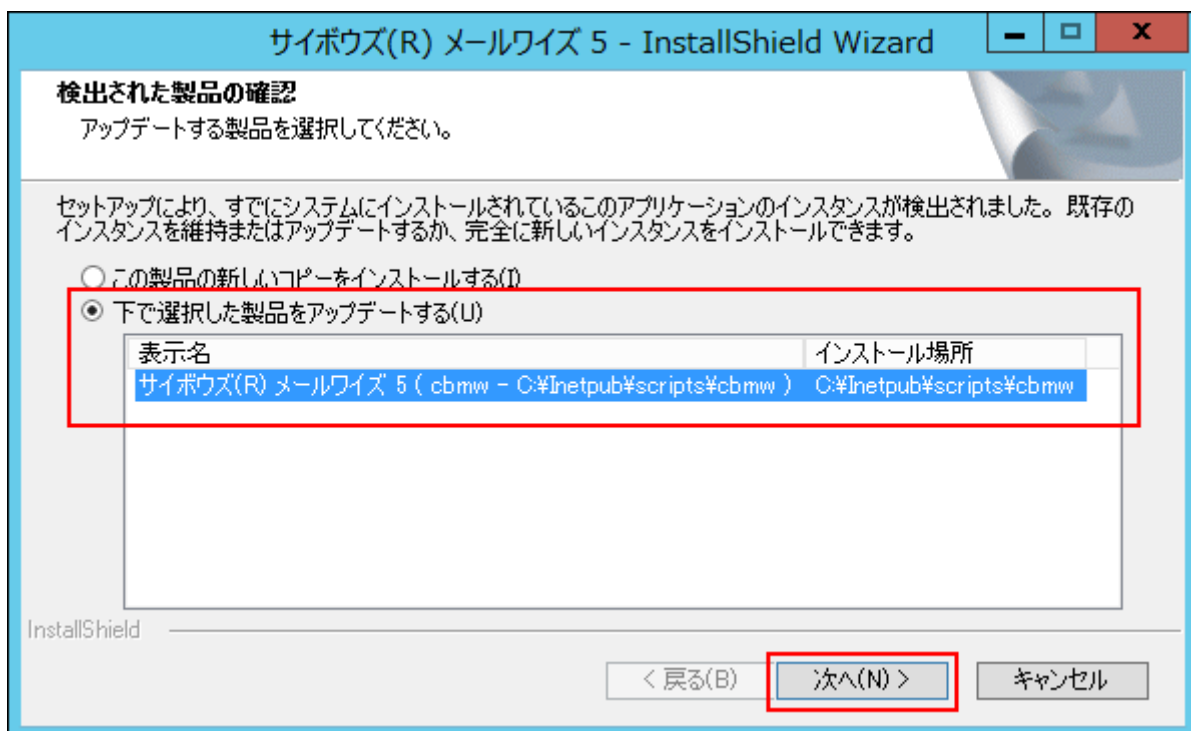 サイボウズ(R) メールワイズ 5 - InstallShield Wizard
検出された製品の確認
アップデートする製品を選択してください。
セットアップにより、すでにシステムにインストールされているこのアプリケーションのインスタンスが検出されました。既存の
インスタンスを維持またはアップデートするか、完全に新しいインスタンスをインストールできます。
この製品の新しいコピーをインストールする(I)
下で選択した製品をアップデートする(U)
表示名 インストール場所
サイボウズ(R) メールワイズ 5 ( cbmw - C:¥Inetpub¥scripts¥cbmw ) C:¥Inetpub¥scripts¥cbmw
InstallShield
< 戻る(B) 次へ(N) > キャンセル